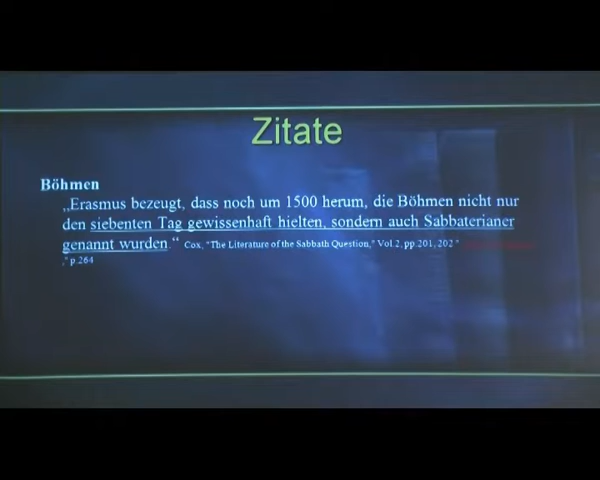 Zitate
Böhmen
„Erasmus bezeugt, dass noch um 1500 herum, die Böhmen nicht nur
den siebenten Tag gewissenhaft hielten, sondern auch Sabbaterianer
genannt wurden.“ Cox, "The Literature of the Sabbath Question," Vol.2, pp.201, 202 "
," p.264